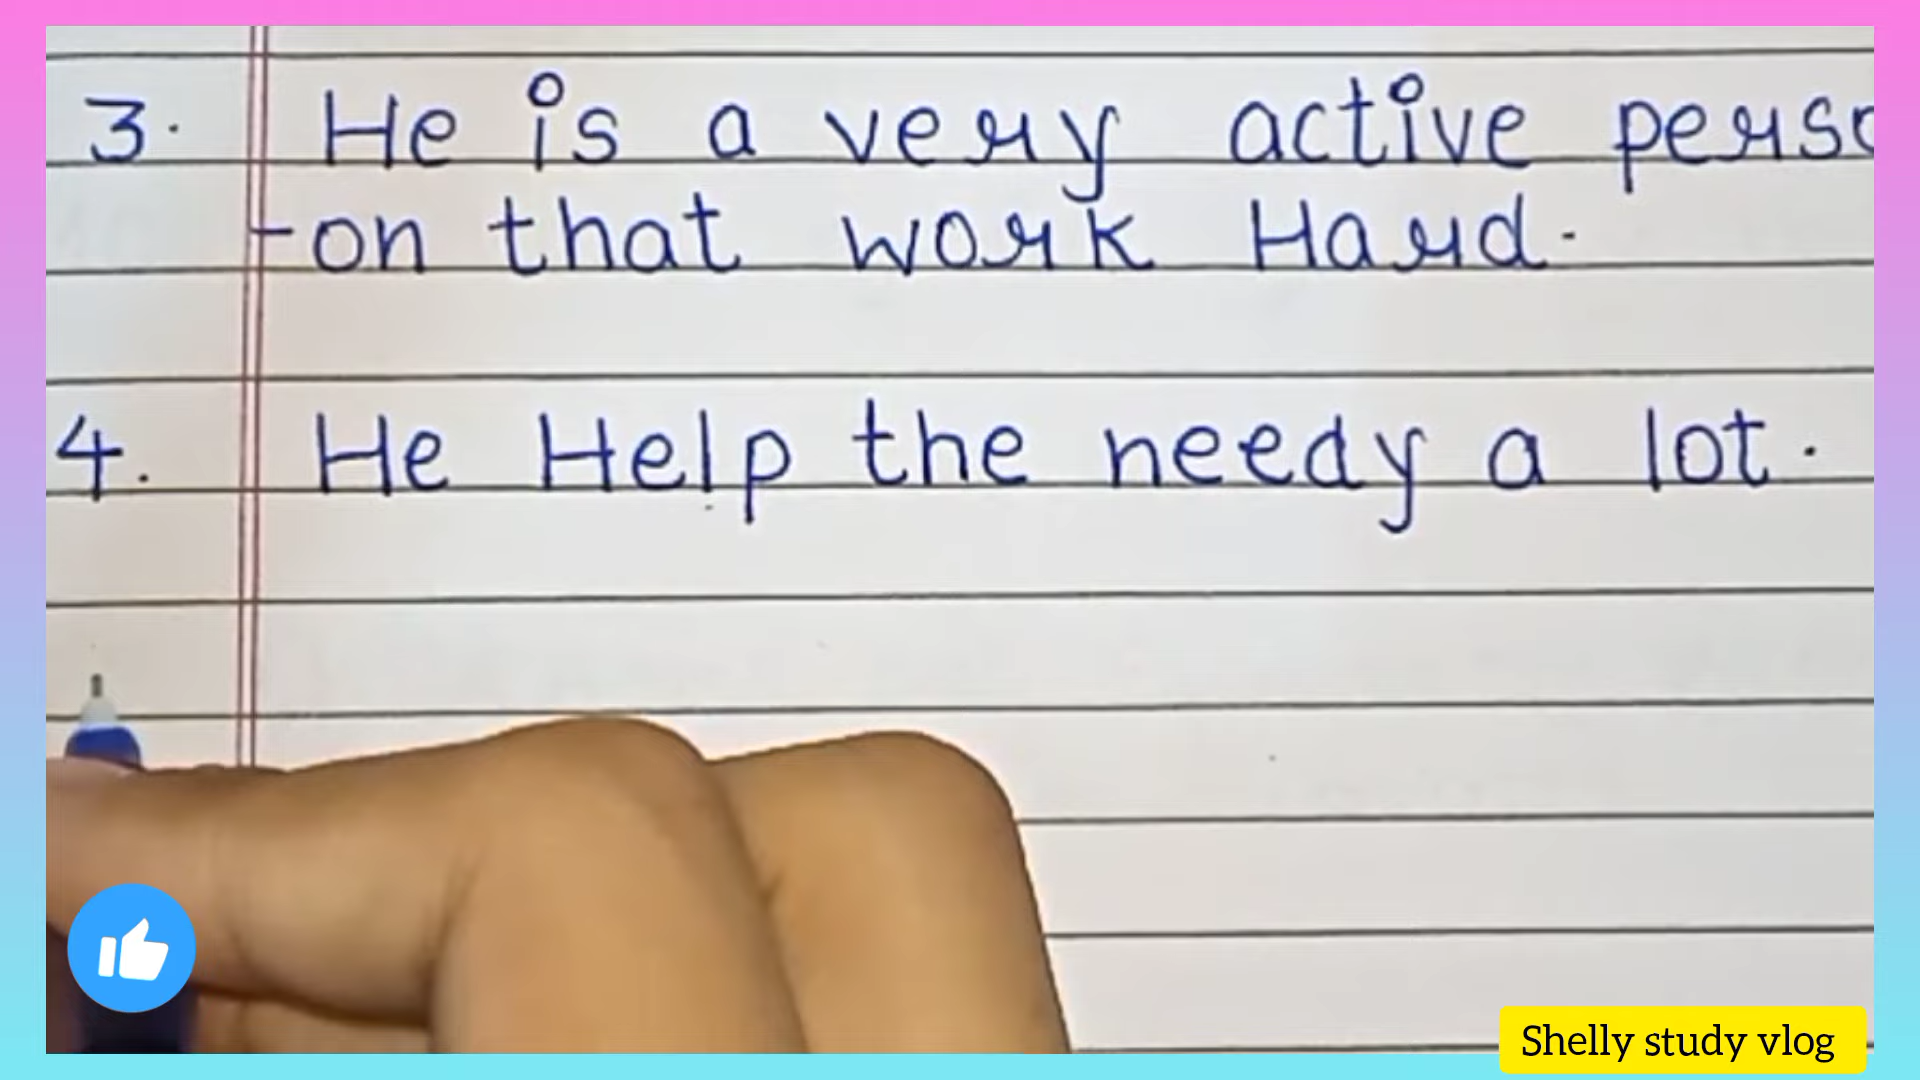 3. He is a very active perso
-on that work Hard.
4. He Help the needy a lot.
Shelly study vlog